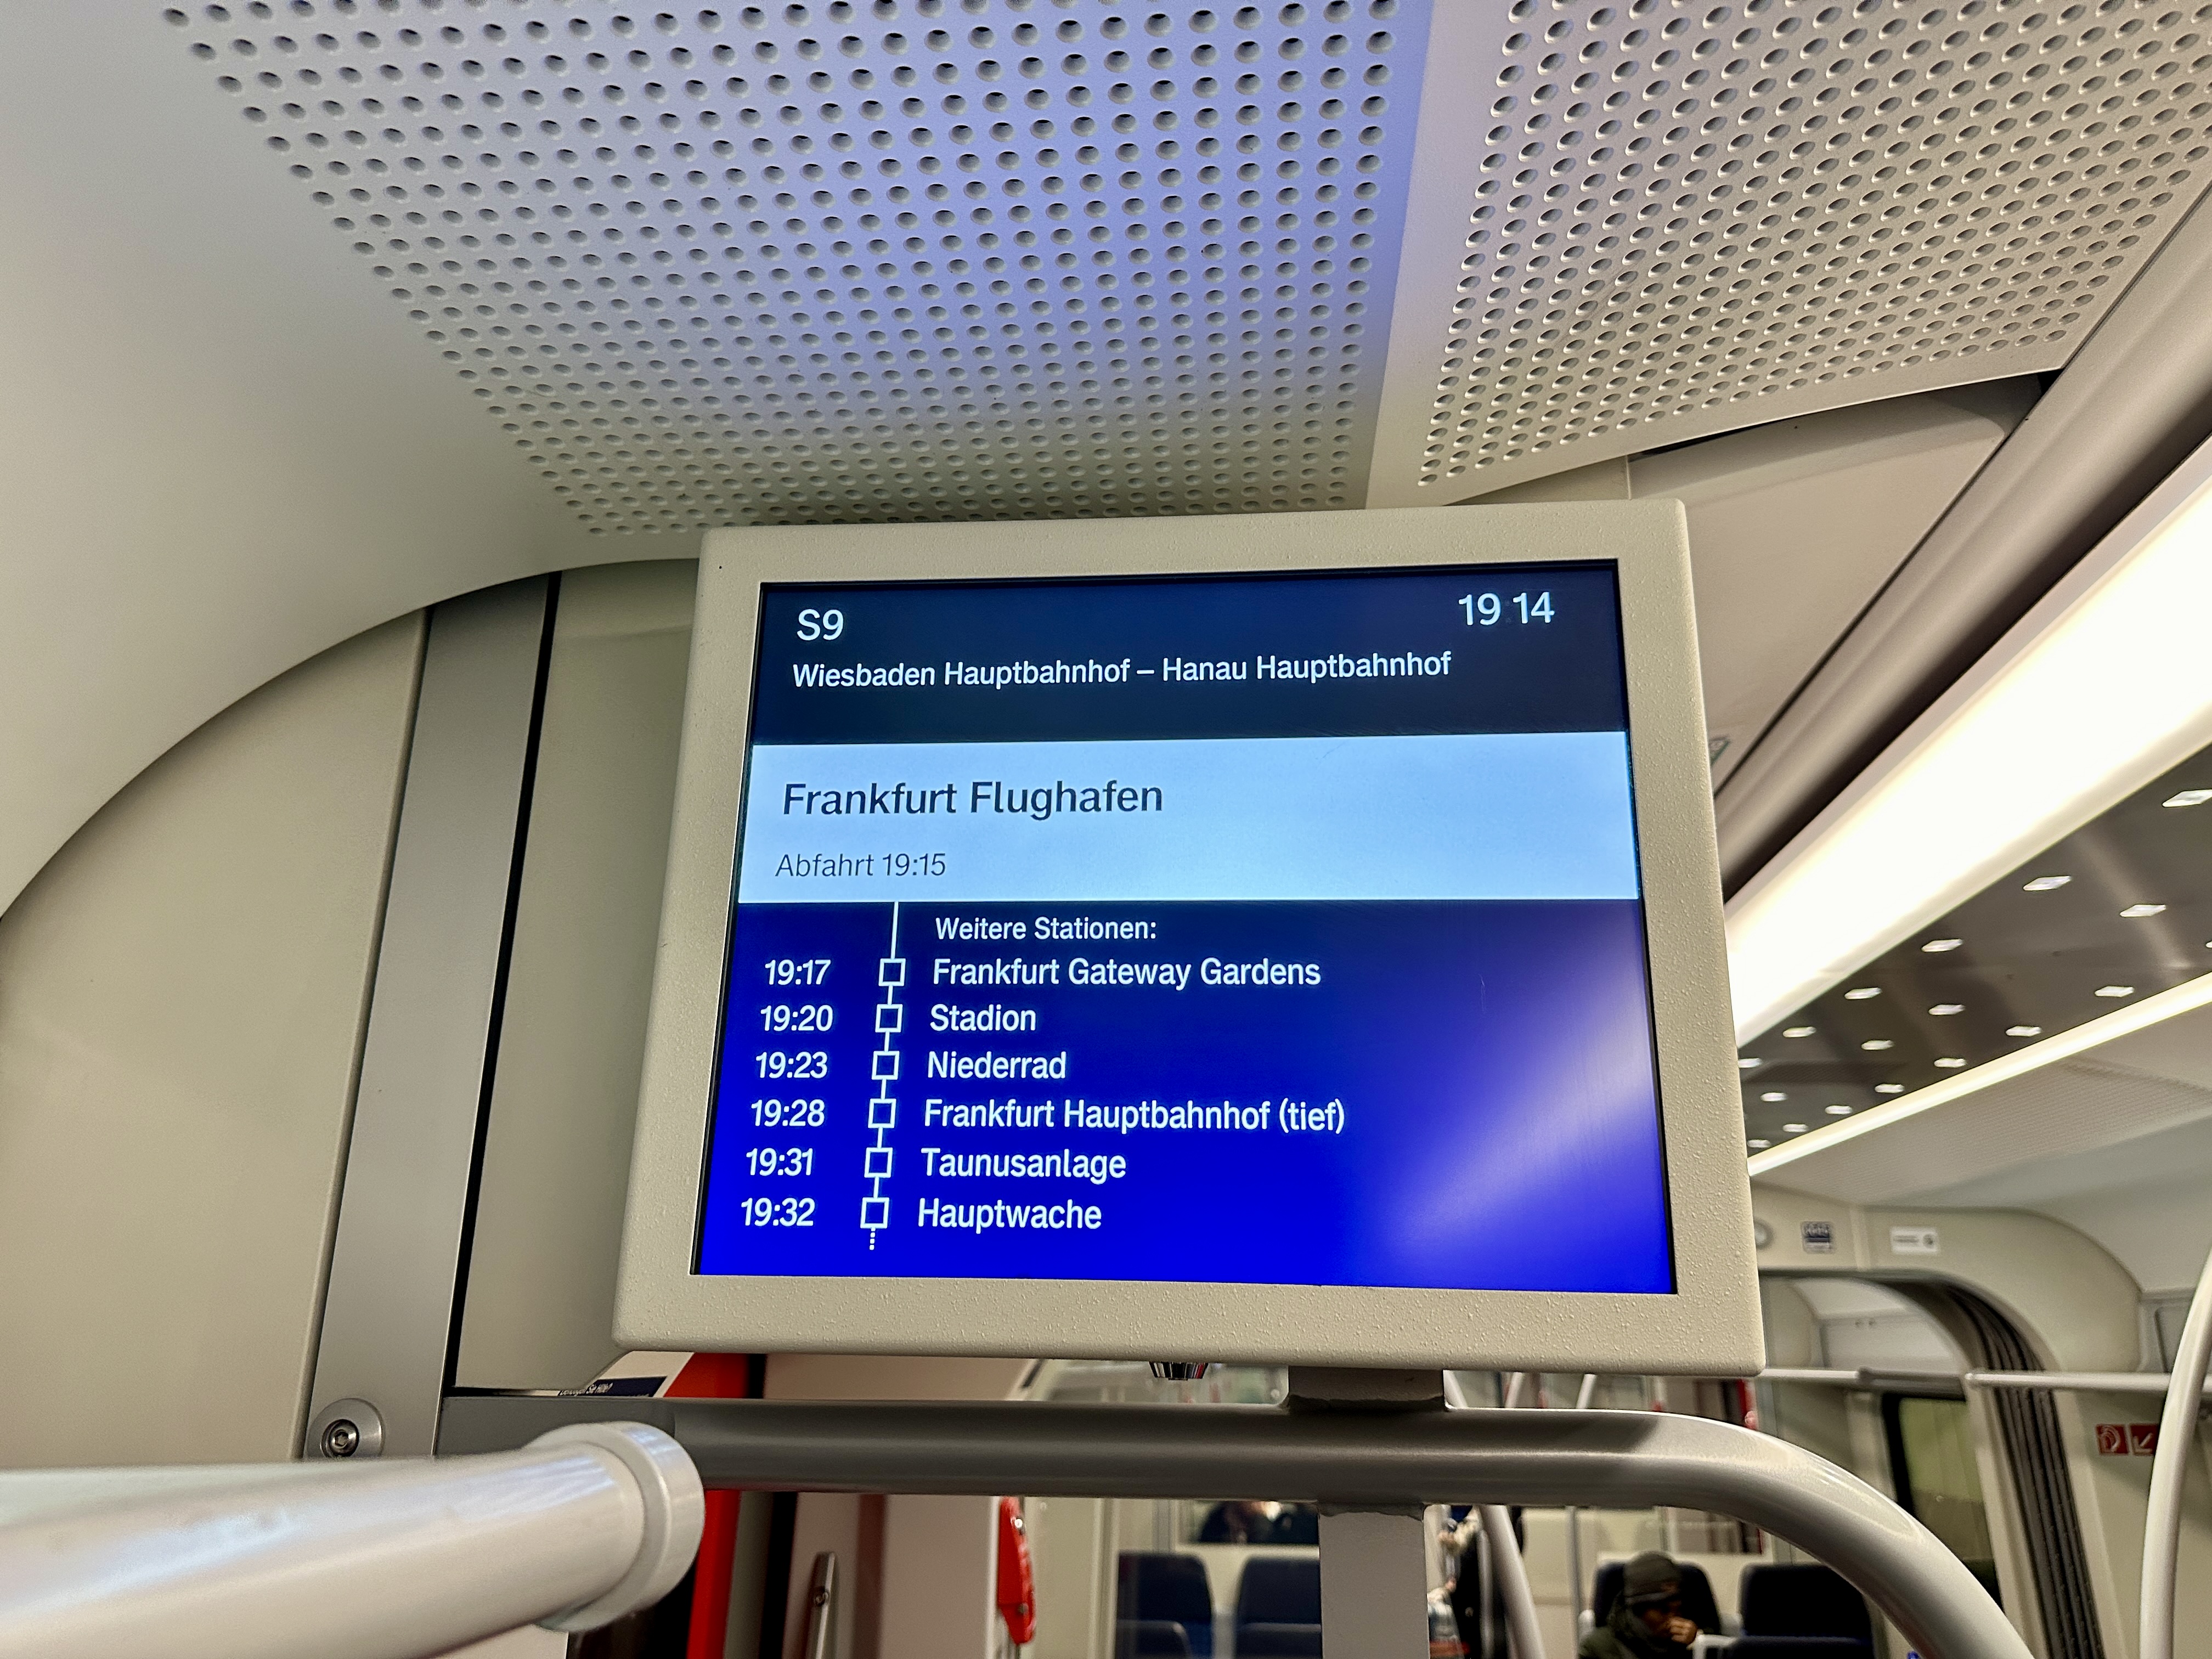 S9 19 14
Wiesbaden Hauptbahnhof – Hanau Hauptbahnhof
Frankfurt Flughafen
Abfahrt 19:15
Weitere Stationen:
19:17 Frankfurt Gateway Gardens
19:20 Stadion
19:23 Niederrad
19:28 Frankfurt Hauptbahnhof (tief)
19:31 Taunusanlage
19:32 Hauptwache